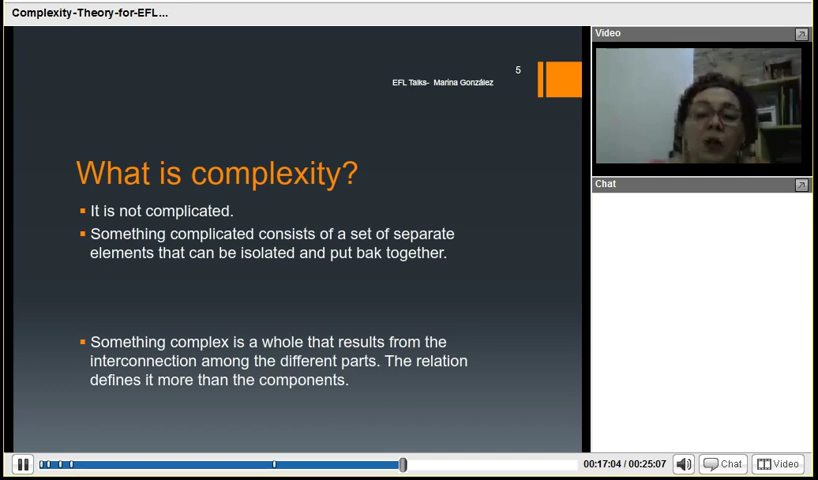 Complexity-Theory-for-EFL...
5
EFL Talks- Marina González
What is complexity?
It is not complicated.
Something complicated consists of a set of separate
elements that can be isolated and put bak together.
Something complex is a whole that results from the
interconnection among the different parts. The relation
defines it more than the components.
Video
Chat
00:17:04 / 00:25:07
Chat
Video